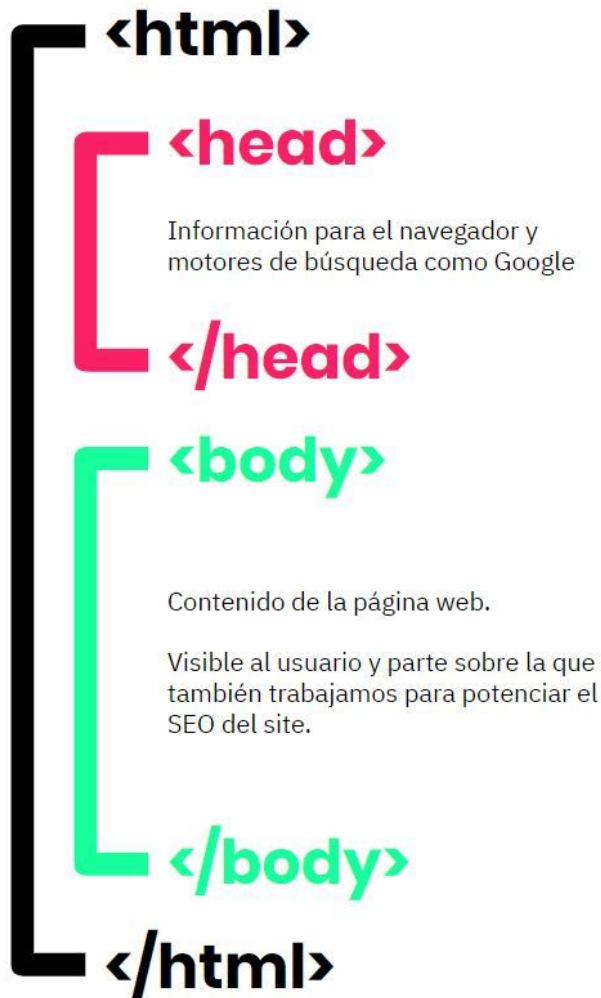 <html>
<head>
Información para el navegador y
motores de búsqueda como Google
</head>
<body>
Contenido de la página web.
Visible al usuario y parte sobre la que
también trabajamos para potenciar el
SEO del site.
</body>
</html>